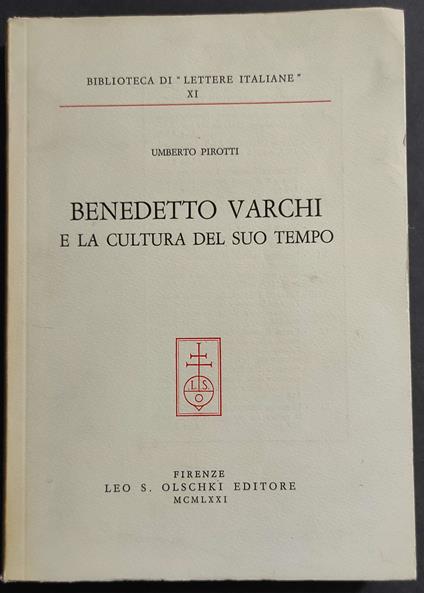 BIBLIOTECA DI "LETTERE ITALIANE"
XI
UMBERTO PIROTTI
BENEDETTO VARCHI
E LA CULTURA DEL SUO TEMPO
L S
O
FIRENZE
LEO S. OLSCHKI EDITORE
MCMLXXI